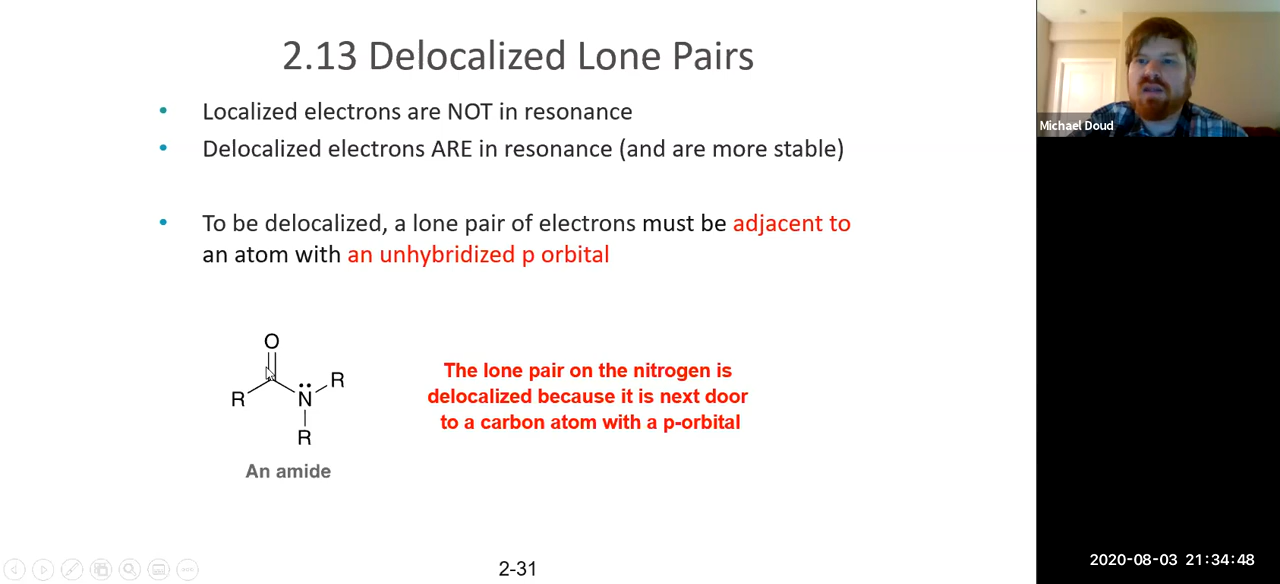 2.13 Delocalized Lone Pairs
• Localized electrons are NOT in resonance
• Delocalized electrons ARE in resonance (and are more stable)
• To be delocalized, a lone pair of electrons must be adjacent to
an atom with an unhybridized p orbital
O
R
N
R
R
An amide
The lone pair on the nitrogen is
delocalized because it is next door
to a carbon atom with a p-orbital
2-31
Michael Doud
2020-08-03 21:34:48